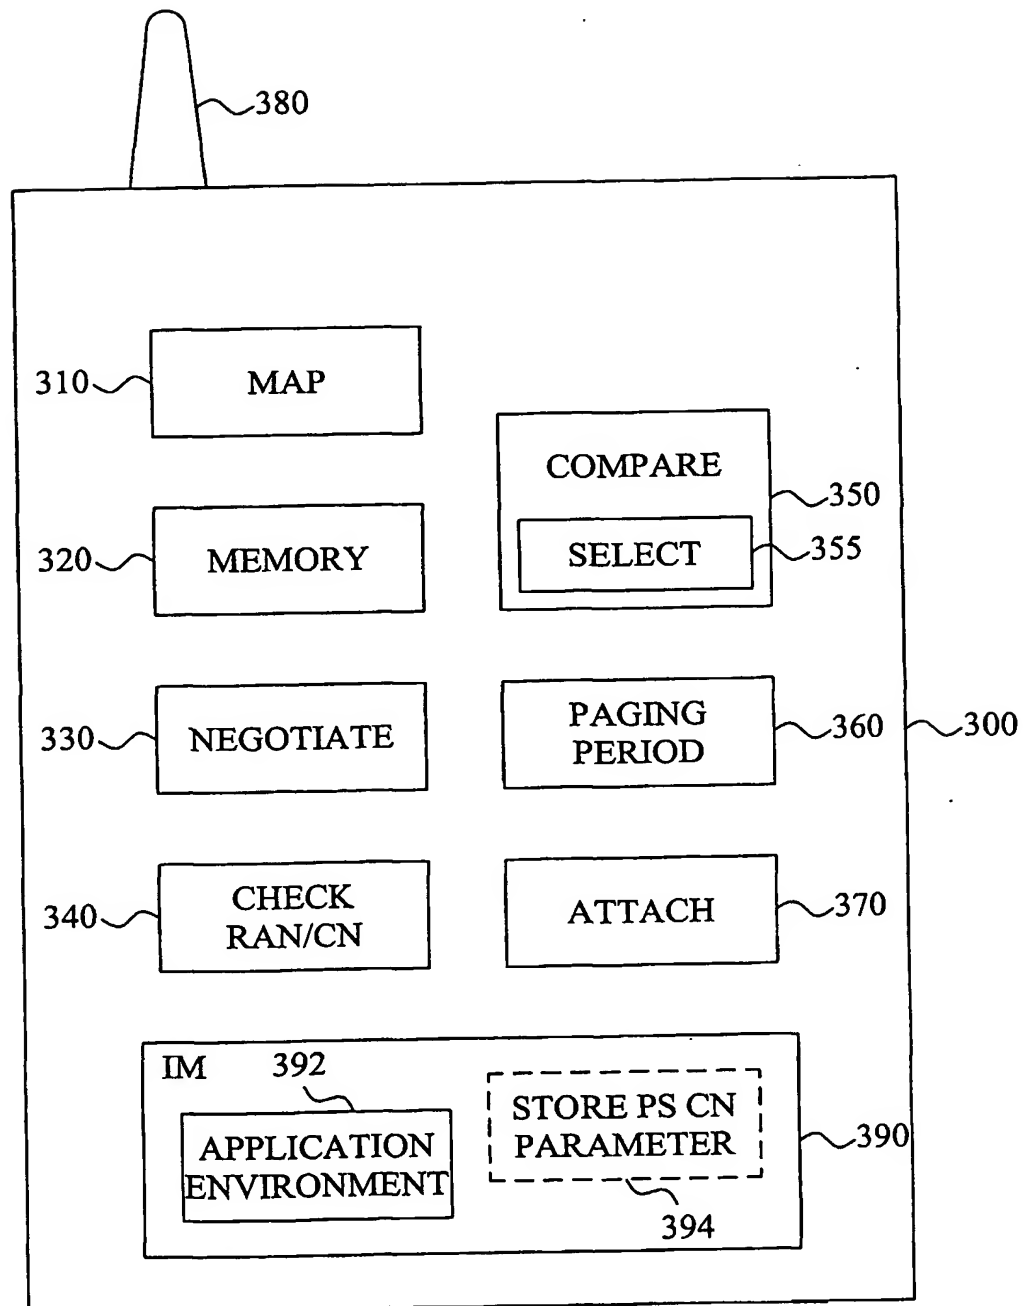 380
310
MAP
COMPARE
350
320
MEMORY
SELECT
355
330
NEGOTIATE
PAGING
PERIOD
360
300
340
CHECK
RAN/CN
ATTACH
370
IM
392
APPLICATION
ENVIRONMENT
STORE PS CN
PARAMETER
390
394